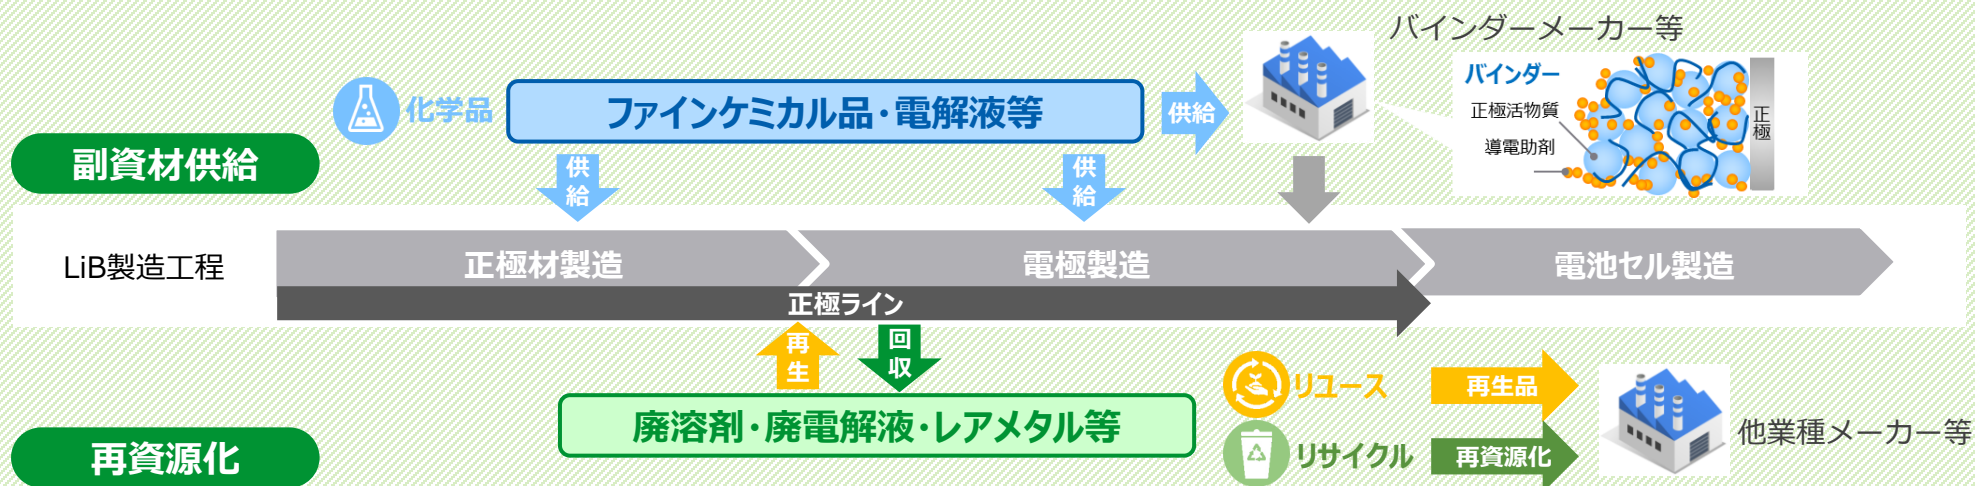 バインダーメーカー等
バインダー
正極活物質
導電助剤
正極
化学品
ファインケミカル品・電解液等
供給
副資材供給
供給
供給
LiB製造工程
正極材製造
電極製造
電池セル製造
正極ライン
再生
回収
リユース
再生品
廃溶剤・廃電解液・レアメタル等
他業種メーカー等
再資源化
リサイクル
再資源化